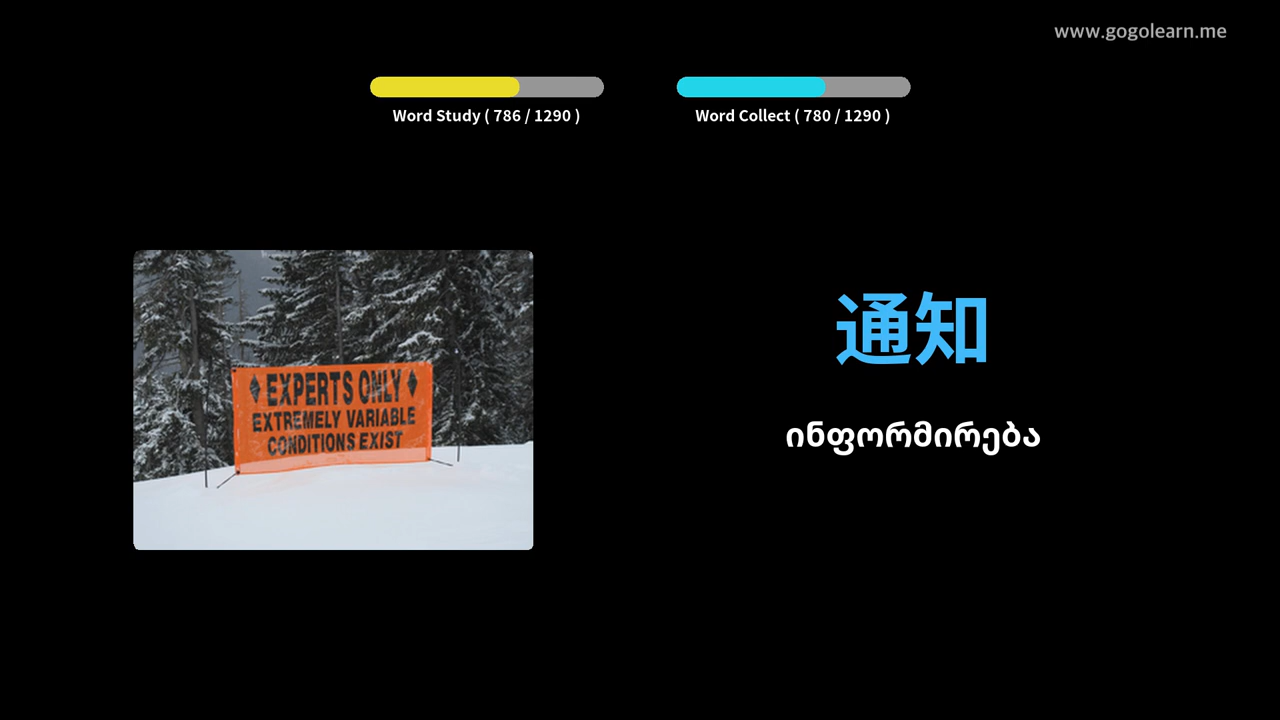 www.gogolearn.me
Word Study ( 786 / 1290 )
Word Collect ( 780 / 1290 )
EXPERTS ONLY
EXTREMELY VARIABLE
CONDITIONS EXIST
通知
ინფორმირება